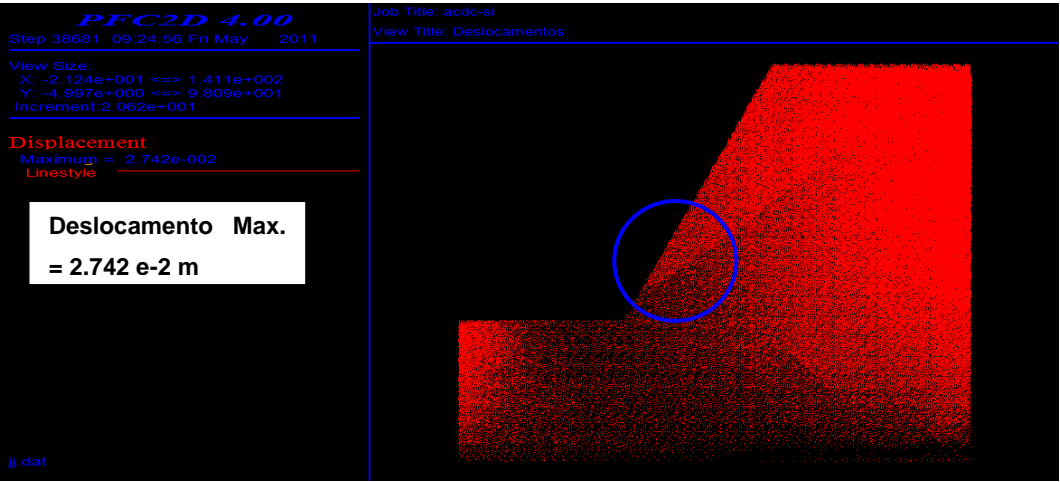 PFC2D 4.00
Step 38681 09:24:56 Fri May 2011
View Size:
X: -2.124e+001 <=> 1.411e+002
Y: -4.997e+000 <=> 9.809e+001
Increment:2.062e+001
Displacement
Maximum = 2.742e-002
Linestyle
Deslocamento Max.
= 2.742 e-2 m
jj.dat
Job Title: acdc-sr
View Title: Deslocamentos